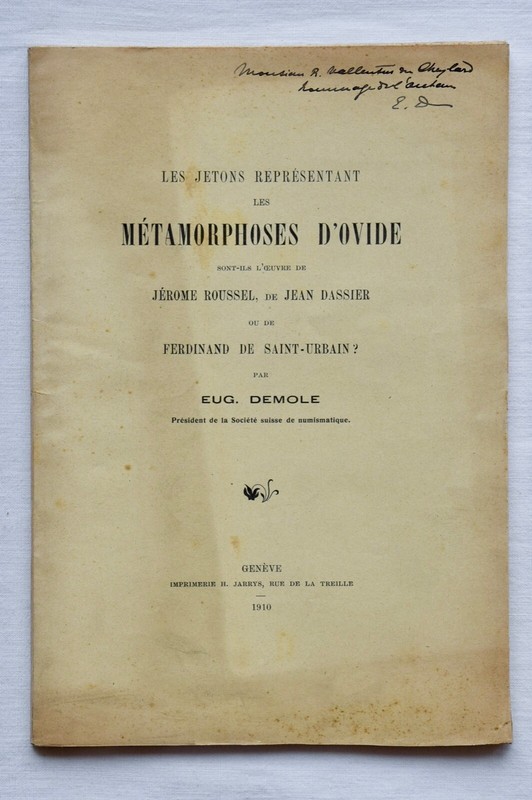 Monsieur R. Vallentin du Cheylard
hommage de l'auteur
E. D
LES JETONS REPRÉSENTANT
LES
MÉTAMORPHOSES D'OVIDE
SONT-ILS L'ŒUVRE DE
JÉROME ROUSSEL, DE JEAN DASSIER
OU DE
FERDINAND DE SAINT-URBAIN?
PAR
EUG. DEMOLE
Président de la Société suisse de numismatique.
GENÈVE
IMPRIMERIE H. JARRYS, RUE DE LA TREILLE
1910